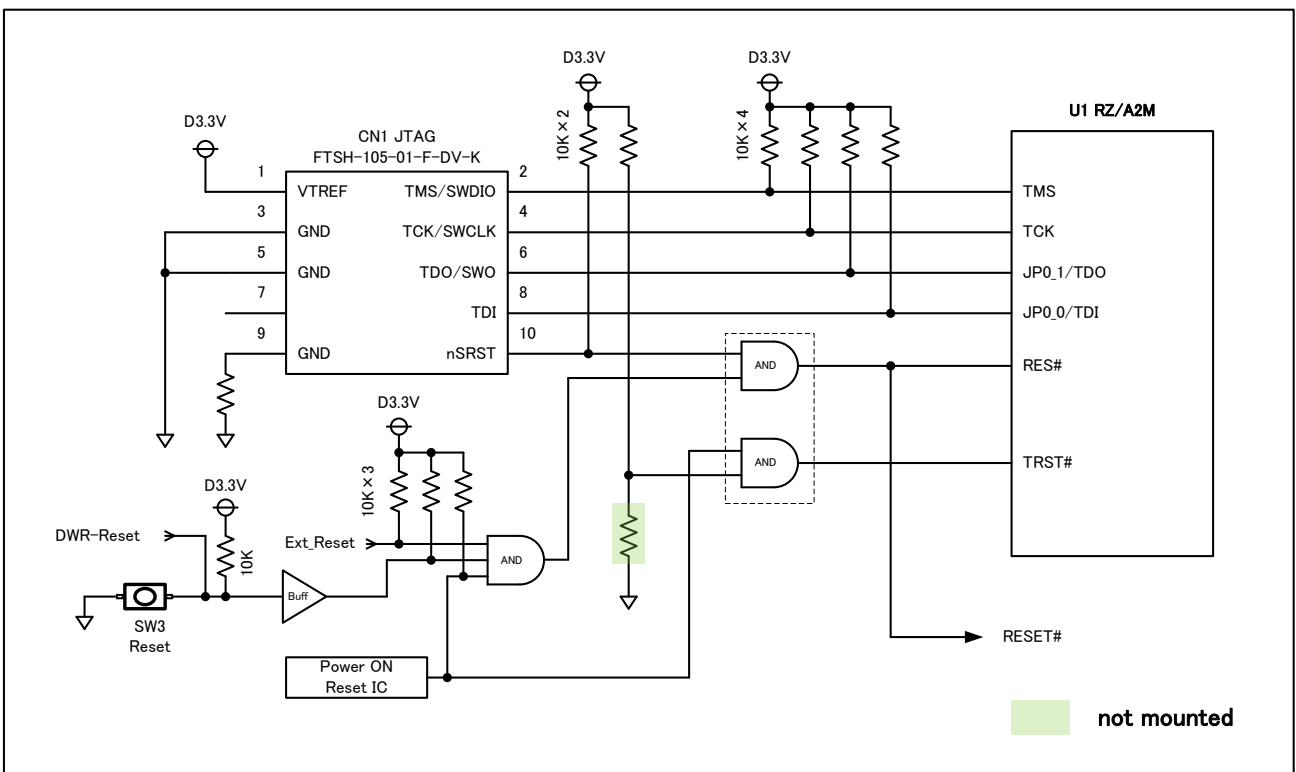 D3.3V
D3.3V
U1 RZ/A2M
10K×2
10K×4
D3.3V
CN1 JTAG
FTSH-105-01-F-DV-K
1
2
VTREF
TMS/SWDIO
TMS
3
4
GND
TCK/SWCLK
TCK
5
6
GND
TDO/SWO
JP0_1/TDO
7
8
TDI
JP0_0/TDI
9
10
GND
nSRST
AND
RES#
D3.3V
AND
TRST#
10K×3
D3.3V
DWR-Reset
10K
Ext_Reset
AND
Buff
SW3
Reset
RESET#
Power ON
Reset IC
not mounted